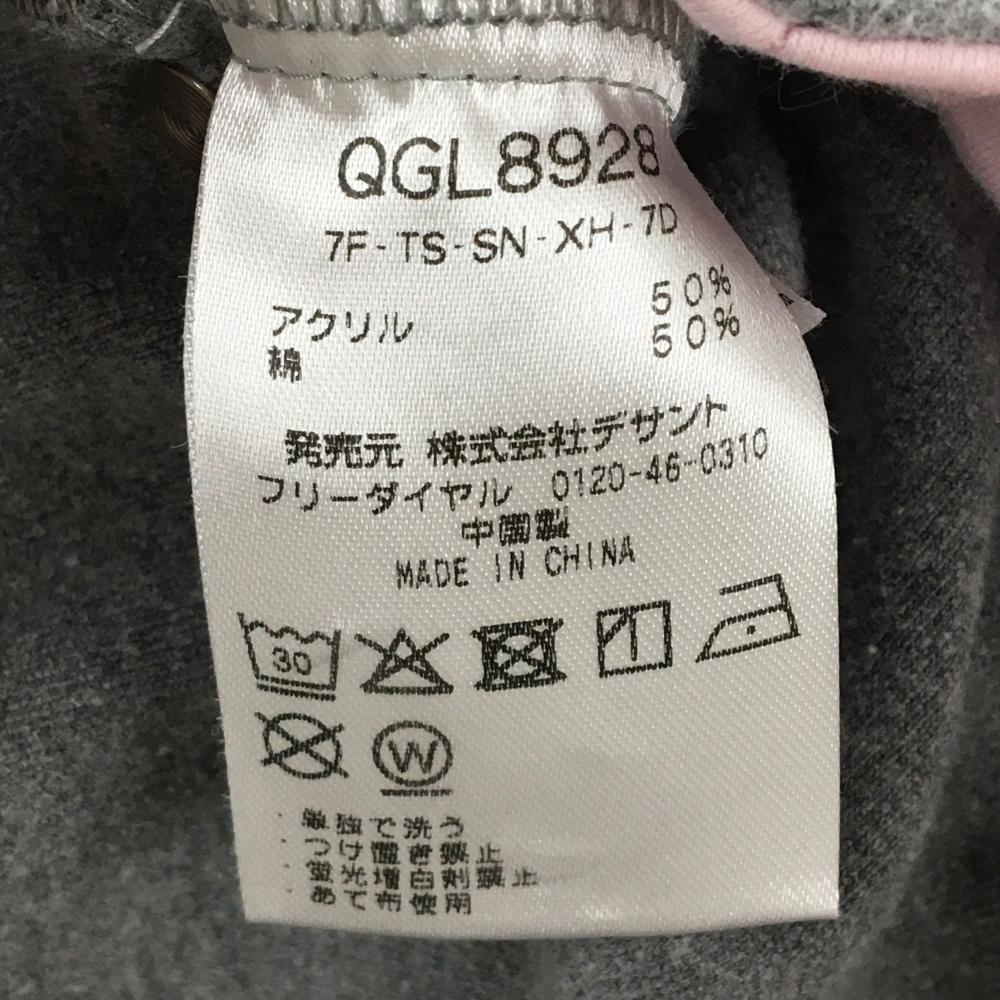 QGL8928
7F-TS-SN-XH-7D
アクリル 50%
綿 50%
発売元 株式会社デサント
フリーダイヤル 0120-46-0310
中国製
MADE IN CHINA
30
W
・単独で洗う
・つけ置き禁止
・蛍光増白剤禁止
・あて布使用